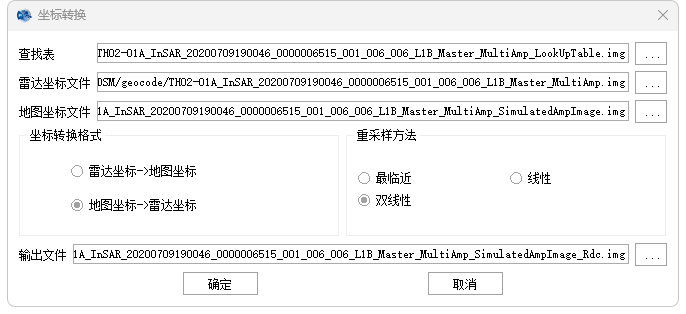 坐标转换
查找表 TH02-01A_InSAR_20200709190046_0000006515_001_006_006_L1B_Master_MultiAmp_LookUpTable.img ...
雷达坐标文件 DSM/geocode/TH02-01A_InSAR_20200709190046_0000006515_001_006_006_L1B_Master_MultiAmp.img ...
地图坐标文件 1A_InSAR_20200709190046_0000006515_001_006_006_L1B_Master_MultiAmp_SimulatedAmpImage.img ...
坐标转换格式
雷达坐标->地图坐标
地图坐标->雷达坐标
重采样方法
最临近 线性
双线性
输出文件 1A_InSAR_20200709190046_0000006515_001_006_006_L1B_Master_MultiAmp_SimulatedAmpImage_Rdc.img ...
确定 取消